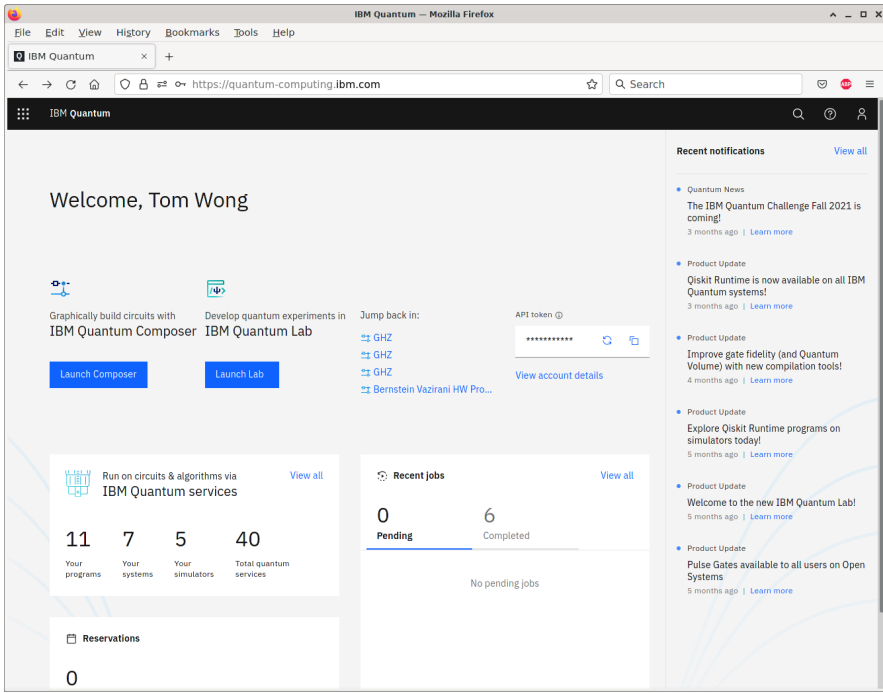 IBM Quantum — Mozilla Firefox
File Edit View History Bookmarks Tools Help
IBM Quantum
https://quantum-computing.ibm.com
Search
ABP
IBM Quantum
Recent notifications View all
Welcome, Tom Wong
Graphically build circuits with
IBM Quantum Composer
Launch Composer
Develop quantum experiments in
IBM Quantum Lab
Launch Lab
Jump back in:
GHZ
GHZ
GHZ
Bernstein Vazirani HW Pro...
API token
***********
View account details
Run on circuits & algorithms via
IBM Quantum services
View all
11 7 5 40
Your programs
Your systems
Your simulators
Total quantum services
Recent jobs View all
0 6
Pending Completed
No pending jobs
Reservations
0
Quantum News
The IBM Quantum Challenge Fall 2021 is
coming!
3 months ago | Learn more
Product Update
Qiskit Runtime is now available on all IBM
Quantum systems!
3 months ago | Learn more
Product Update
Improve gate fidelity (and Quantum
Volume) with new compilation tools!
4 months ago | Learn more
Product Update
Explore Qiskit Runtime programs on
simulators today!
5 months ago | Learn more
Product Update
Welcome to the new IBM Quantum Lab!
5 months ago | Learn more
Product Update
Pulse Gates available to all users on Open
Systems
5 months ago | Learn more